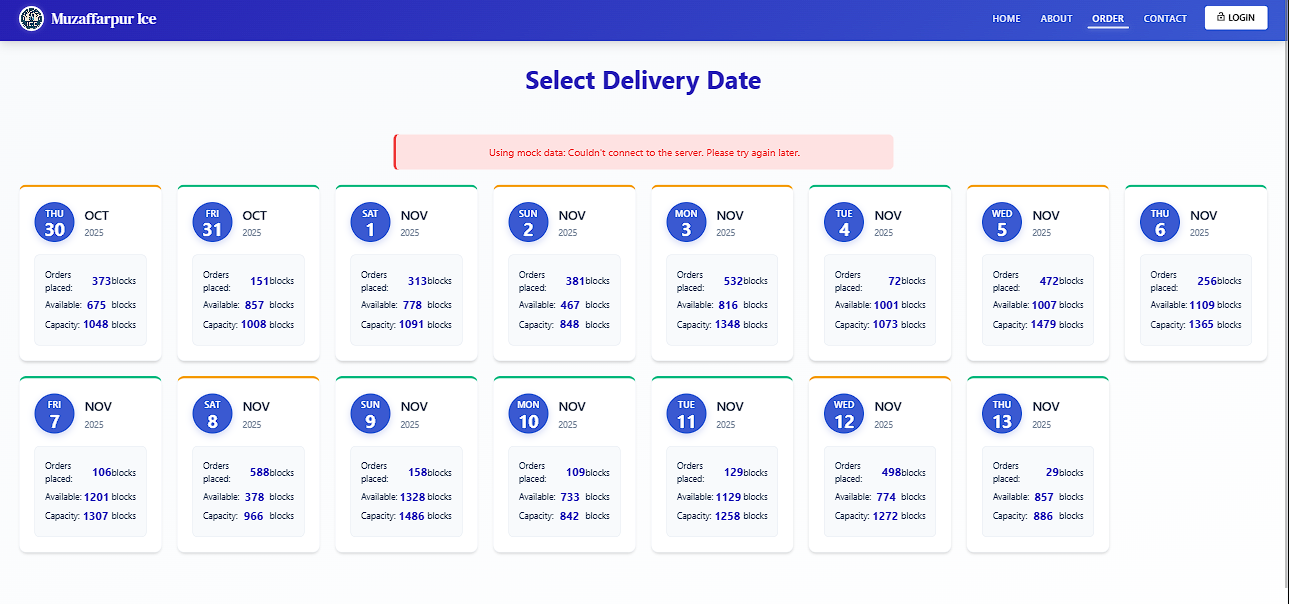 Muzaffarpur Ice
HOME ABOUT ORDER CONTACT LOGIN
Select Delivery Date
Using mock data: Couldn't connect to the server. Please try again later.
THU
30
OCT
2025
Orders placed: 373blocks
Available: 675 blocks
Capacity: 1048 blocks
FRI
31
OCT
2025
Orders placed: 151blocks
Available: 857 blocks
Capacity: 1008 blocks
SAT
1
NOV
2025
Orders placed: 313blocks
Available: 778 blocks
Capacity: 1091 blocks
SUN
2
NOV
2025
Orders placed: 381blocks
Available: 467 blocks
Capacity: 848 blocks
MON
3
NOV
2025
Orders placed: 532blocks
Available: 816 blocks
Capacity: 1348 blocks
TUE
4
NOV
2025
Orders placed: 72blocks
Available: 1001 blocks
Capacity: 1073 blocks
WED
5
NOV
2025
Orders placed: 472blocks
Available: 1007 blocks
Capacity: 1479 blocks
THU
6
NOV
2025
Orders placed: 256blocks
Available: 1109 blocks
Capacity: 1365 blocks
FRI
7
NOV
2025
Orders placed: 106blocks
Available: 1201 blocks
Capacity: 1307 blocks
SAT
8
NOV
2025
Orders placed: 588blocks
Available: 378 blocks
Capacity: 966 blocks
SUN
9
NOV
2025
Orders placed: 158blocks
Available: 1328 blocks
Capacity: 1486 blocks
MON
10
NOV
2025
Orders placed: 109blocks
Available: 733 blocks
Capacity: 842 blocks
TUE
11
NOV
2025
Orders placed: 129blocks
Available: 1129 blocks
Capacity: 1258 blocks
WED
12
NOV
2025
Orders placed: 498blocks
Available: 774 blocks
Capacity: 1272 blocks
THU
13
NOV
2025
Orders placed: 29blocks
Available: 857 blocks
Capacity: 886 blocks